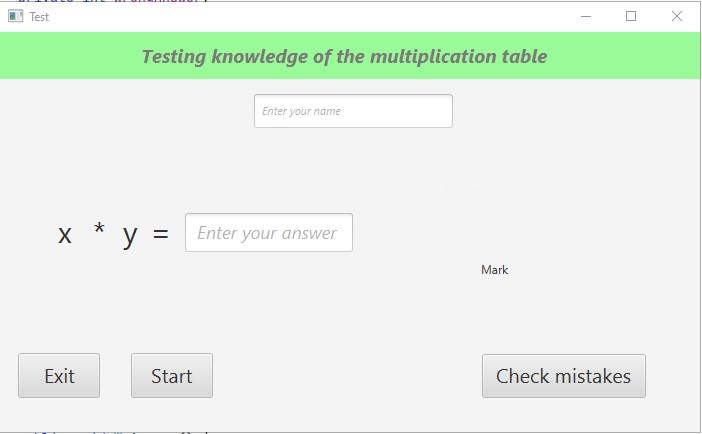 Test
Testing knowledge of the multiplication table
Enter your name
x * y = Enter your answer
Mark
Exit Start Check mistakes